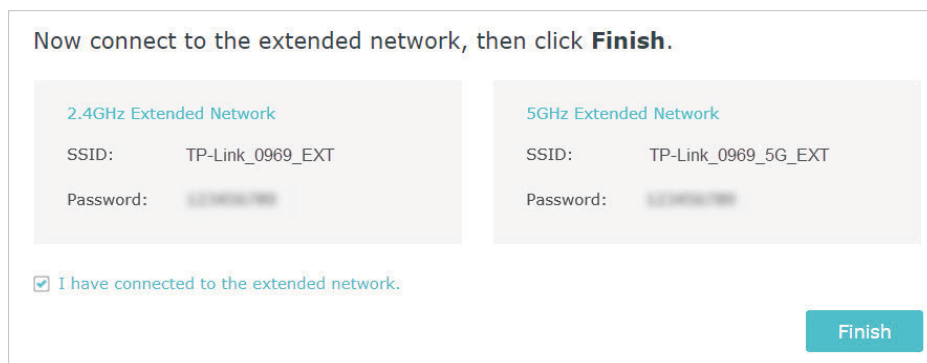 Now connect to the extended network, then click Finish.
2.4GHz Extended Network
SSID: TP-Link_0969_EXT
Password:
5GHz Extended Network
SSID: TP-Link_0969_5G_EXT
Password:
I have connected to the extended network.
Finish